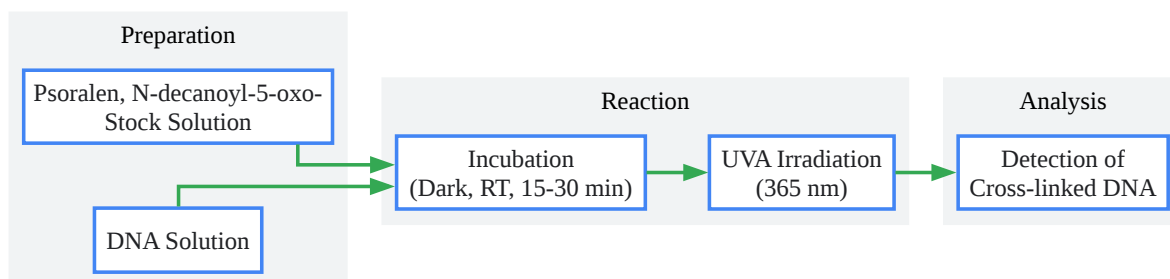 Preparation
Psoralen, N-decanoyl-5-oxo-
Stock Solution
DNA Solution
Reaction
Incubation
(Dark, RT, 15-30 min)
UVA Irradiation
(365 nm)
Analysis
Detection of
Cross-linked DNA